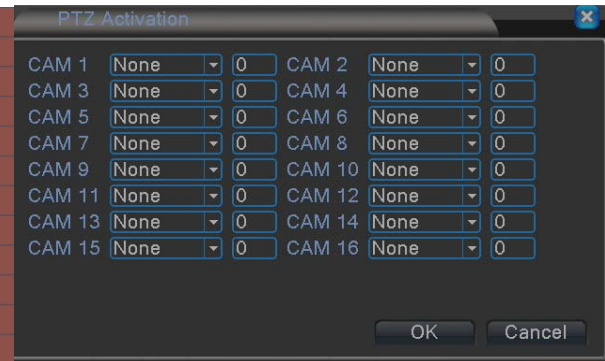 PTZ Activation
CAM 1 None 0 CAM 2 None 0
CAM 3 None 0 CAM 4 None 0
CAM 5 None 0 CAM 6 None 0
CAM 7 None 0 CAM 8 None 0
CAM 9 None 0 CAM 10 None 0
CAM 11 None 0 CAM 12 None 0
CAM 13 None 0 CAM 14 None 0
CAM 15 None 0 CAM 16 None 0
OK Cancel